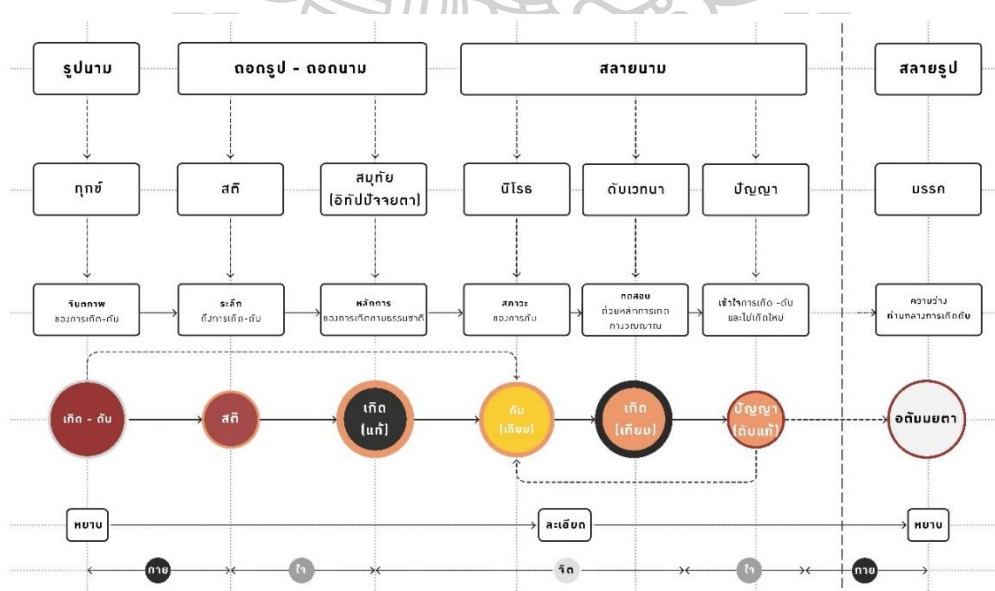 รูปนาม
ถอดรูป - ถอดนาม
สลายนาม
สลายรูป
ทุกข์
สติ
สมุทัย
(อิทัปปัจจยตา)
นิโรธ
ดับเวทนา
ปัญญา
มรรค
จินตภาพ
ของการเกิด-ดับ
ระลึก
ถึงการเกิด-ดับ
หลักการ
ของการเกิดตามธรรมชาติ
สภาวะ
ของการดับ
ทดสอบ
ด้วยหลักการเกิด
ทางวิญญาณ
เข้าใจการเกิด -ดับ
และไม่เกิดใหม่
ความว่าง
ท่ามกลางการเกิดดับ
เกิด - ดับ
สติ
เกิด
(แท้)
ดับ
(เทียม)
เกิด
(เทียม)
ปัญญา
(ดับแท้)
อตัมมยตา
หยาบ
ละเอียด
หยาบ
กาย
ใจ
จิต
ใจ
กาย